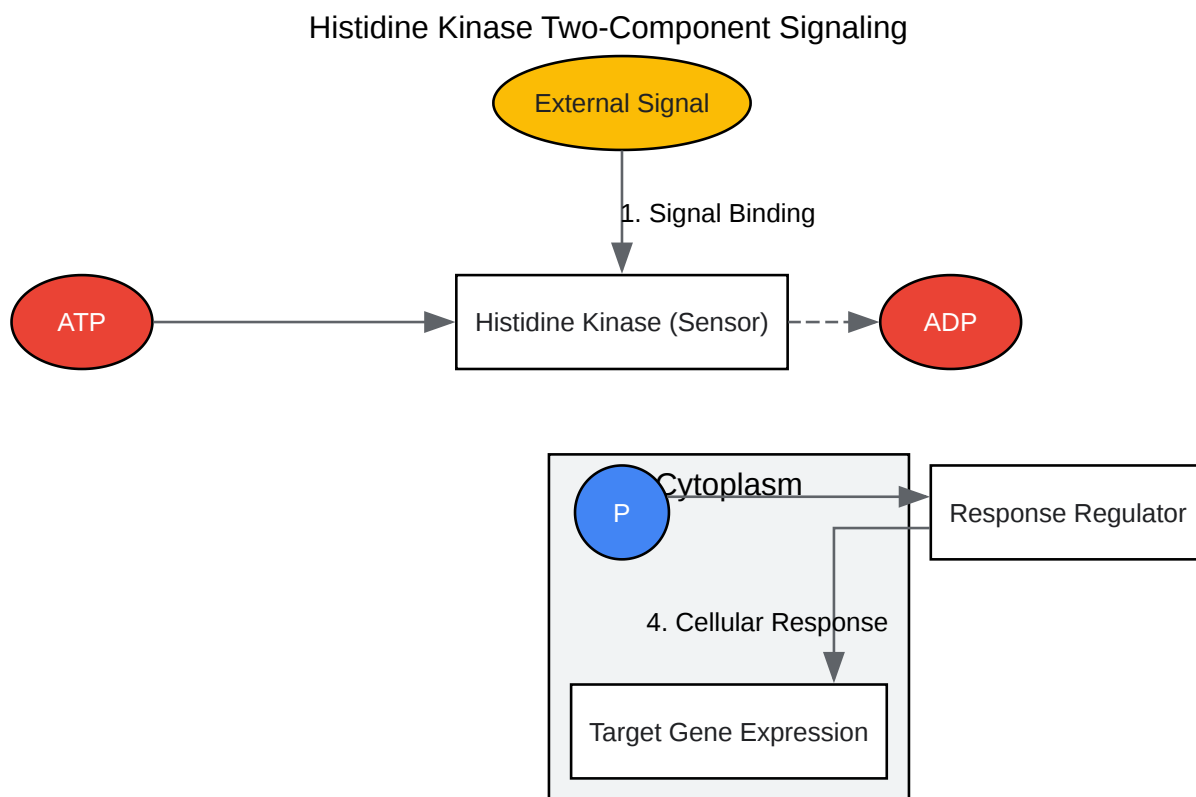 Histidine Kinase Two-Component Signaling
External Signal
1. Signal Binding
ATP
Histidine Kinase (Sensor)
ADP
Cytoplasm
P
Response Regulator
4. Cellular Response
Target Gene Expression